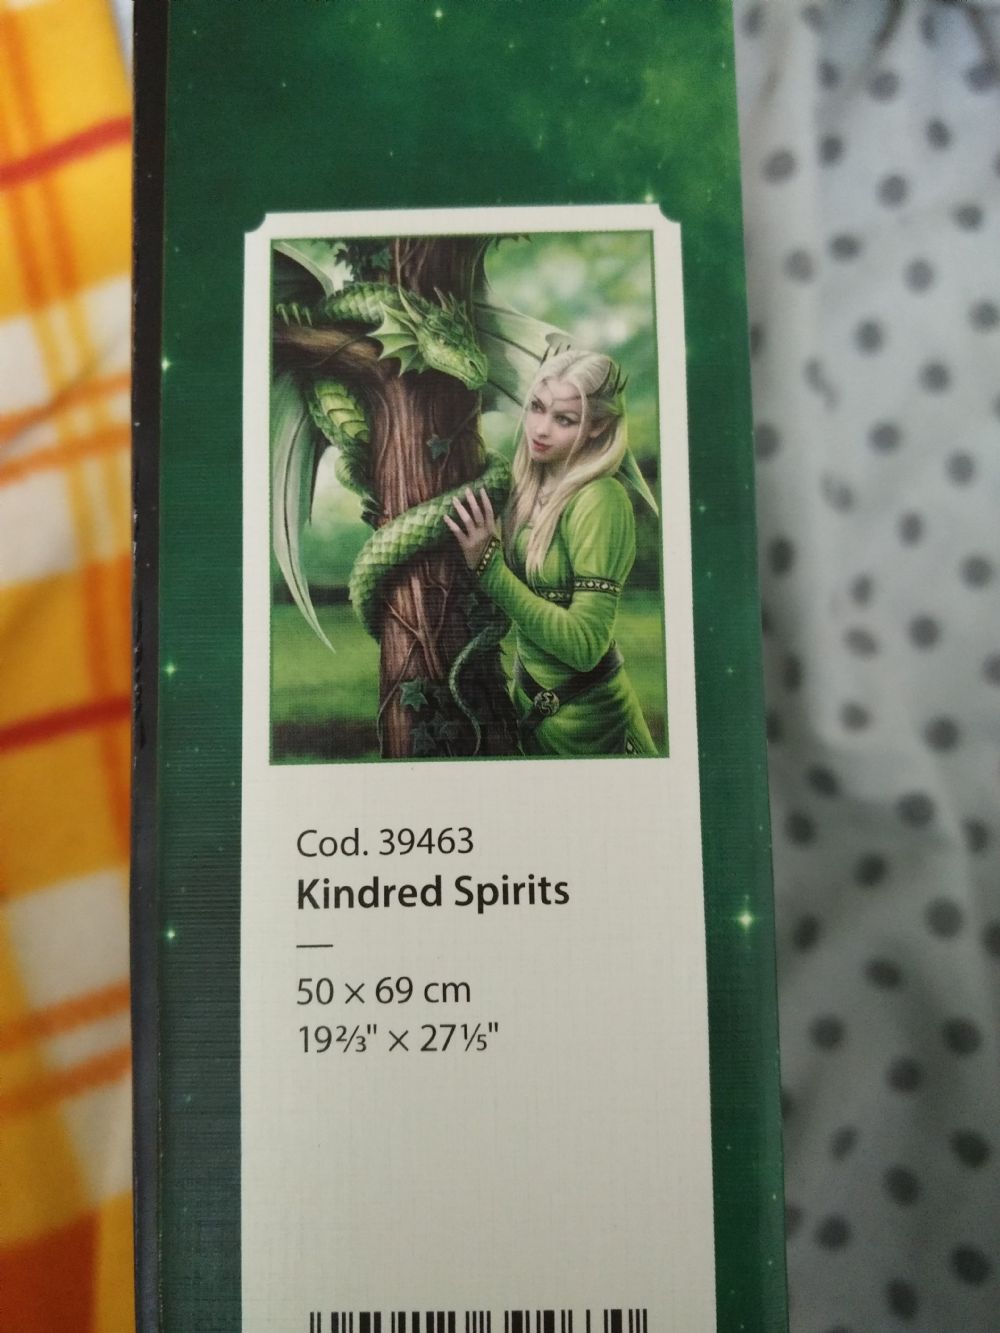 Cod. 39463
Kindred Spirits
50 × 69 cm
19⅔" × 27⅕"